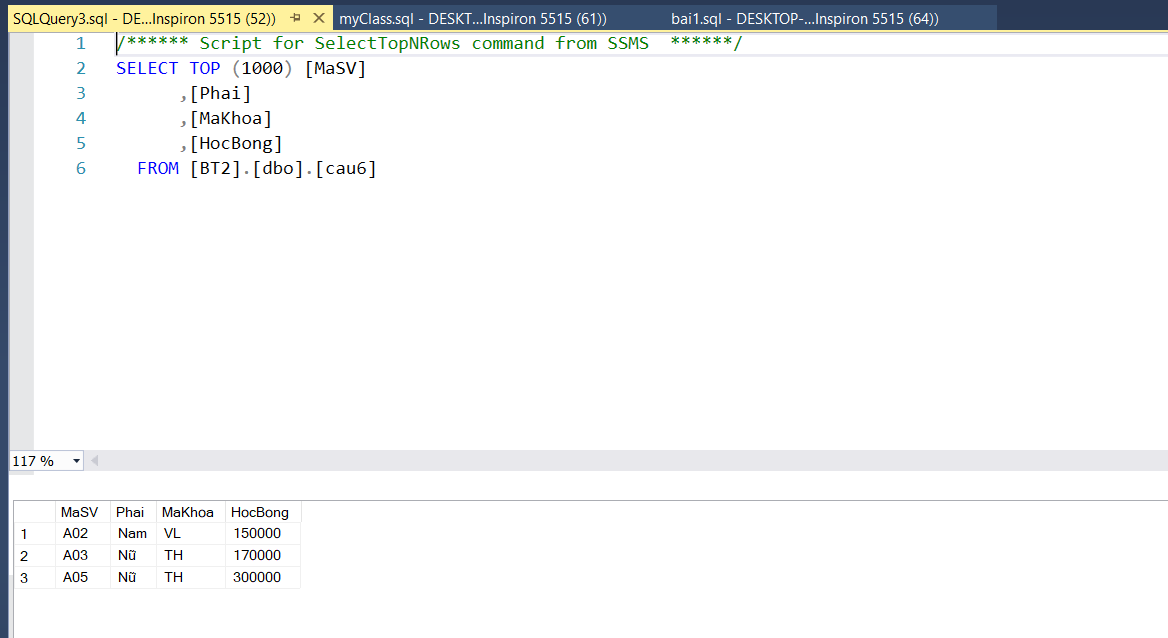 SQLQuery3.sql - DE...Inspiron 5515 (52)) myClass.sql - DESKT...Inspiron 5515 (61)) bai1.sql - DESKTOP-...Inspiron 5515 (64))
1 /****** Script for SelectTopNRows command from SSMS ******/
2 SELECT TOP (1000) [MaSV]
3 ,[Phai]
4 ,[MaKhoa]
5 ,[HocBong]
6 FROM [BT2].[dbo].[cau6]
117 %
MaSV Phai MaKhoa HocBong
1 A02 Nam VL 150000
2 A03 Nữ TH 170000
3 A05 Nữ TH 300000